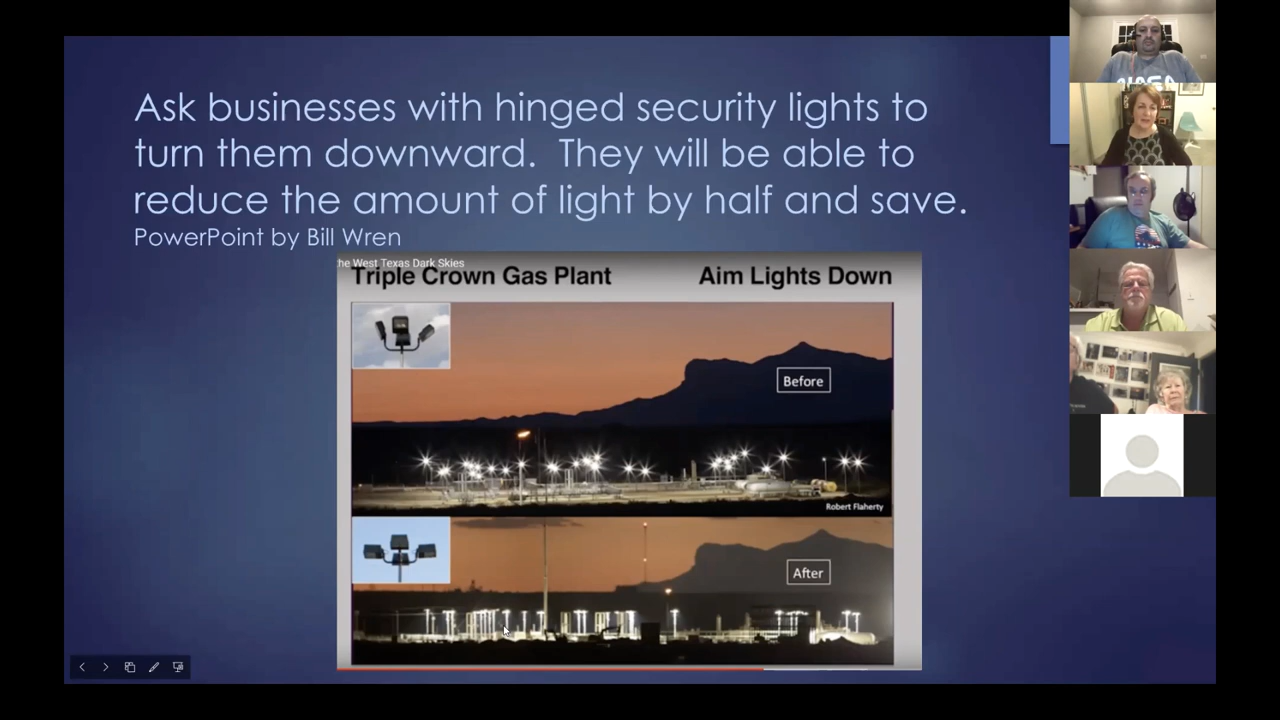 Ask businesses with hinged security lights to
turn them downward. They will be able to
reduce the amount of light by half and save.
PowerPoint by Bill Wren
he West Texas Dark Skies
Triple Crown Gas Plant Aim Lights Down
Before
Robert Flaherty
After
NASA